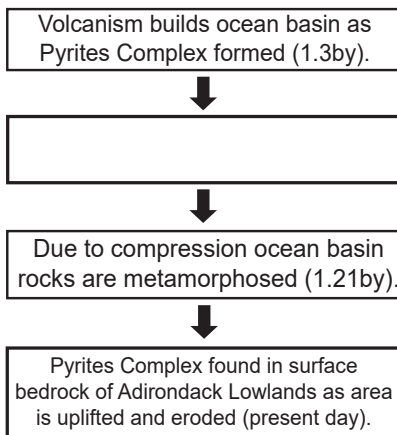 Volcanism builds ocean basin as
Pyrites Complex formed (1.3by).
Due to compression ocean basin
rocks are metamorphosed (1.21by).
Pyrites Complex found in surface
bedrock of Adirondack Lowlands as area
is uplifted and eroded (present day).